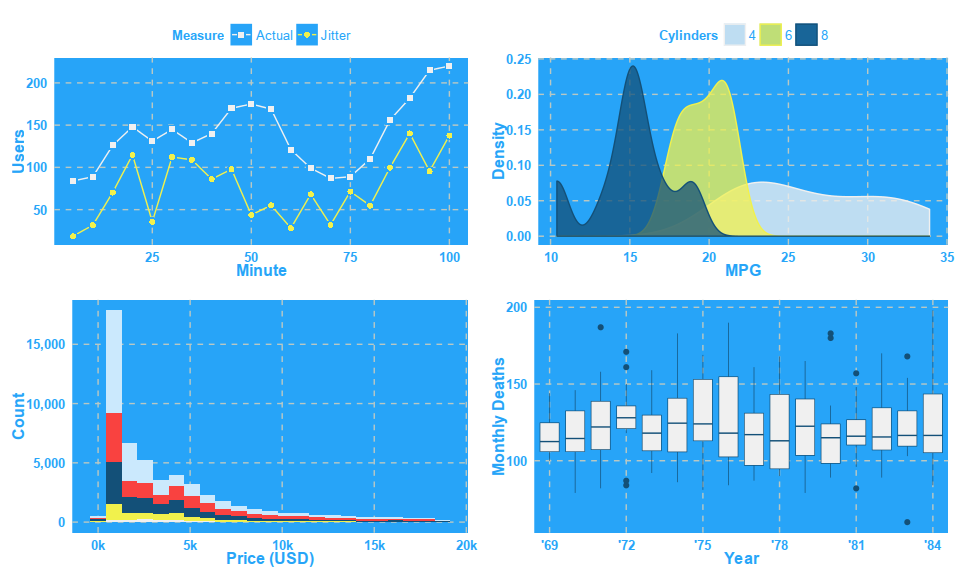 Measure Actual Jitter
Users
200
150
100
50
25 50 75 100
Minute
Cylinders 4 6 8
Density
0.25
0.20
0.15
0.10
0.05
0.00
10 15 20 25 30 35
MPG
Count
15,000
10,000
5,000
0
0k 5k 10k 15k 20k
Price (USD)
Monthly Deaths
200
150
100
'69 '72 '75 '78 '81 '84
Year